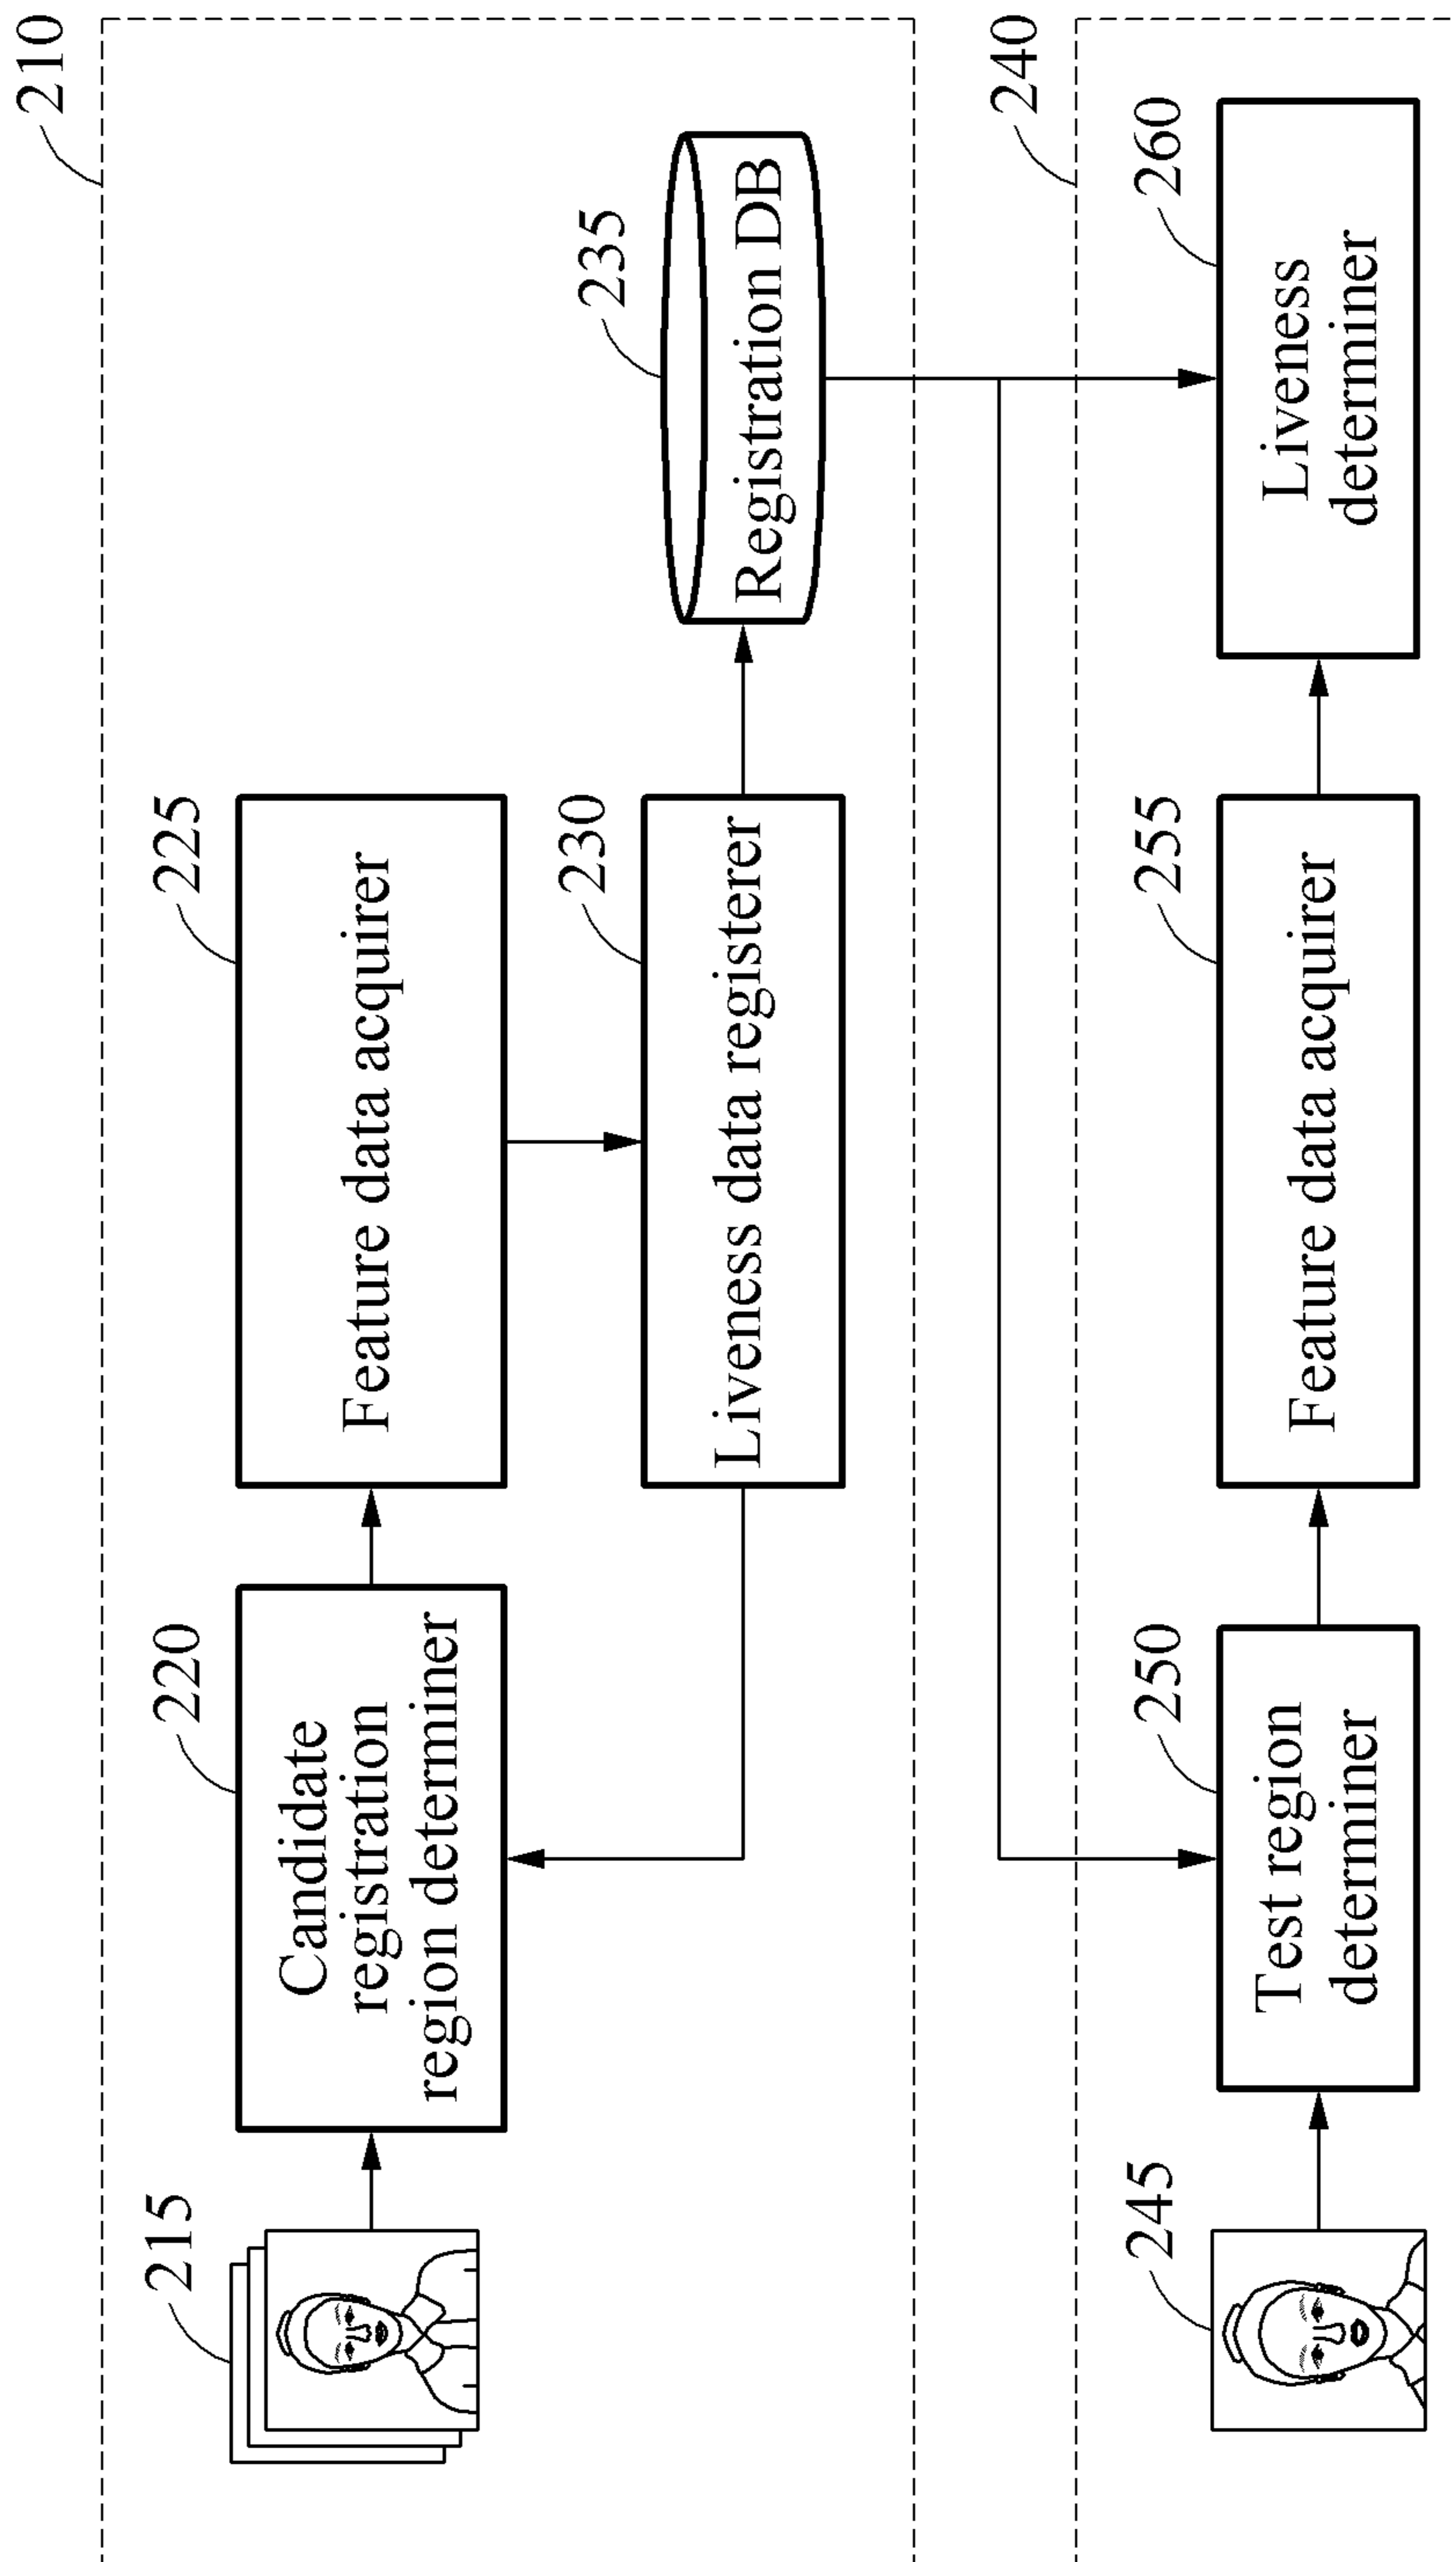 210
215
220
Candidate
registration
region determiner
225
Feature data acquirer
230
Liveness data registerer
235
Registration DB
240
245
250
Test region
determiner
255
Feature data acquirer
260
Liveness
determiner